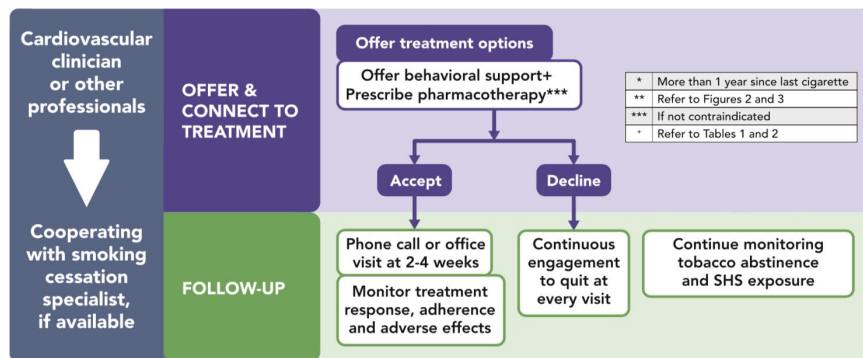 Cardiovascular
clinician
or other
professionals
Cooperating
with smoking
cessation
specialist,
if available
OFFER &
CONNECT TO
TREATMENT
Offer treatment options
Offer behavioral support+
Prescribe pharmacotherapy***
Accept
Decline
* More than 1 year since last cigarette
** Refer to Figures 2 and 3
*** If not contraindicated
+ Refer to Tables 1 and 2
FOLLOW-UP
Phone call or office
visit at 2-4 weeks
Monitor treatment
response, adherence
and adverse effects
Continuous
engagement
to quit at
every visit
Continue monitoring
tobacco abstinence
and SHS exposure